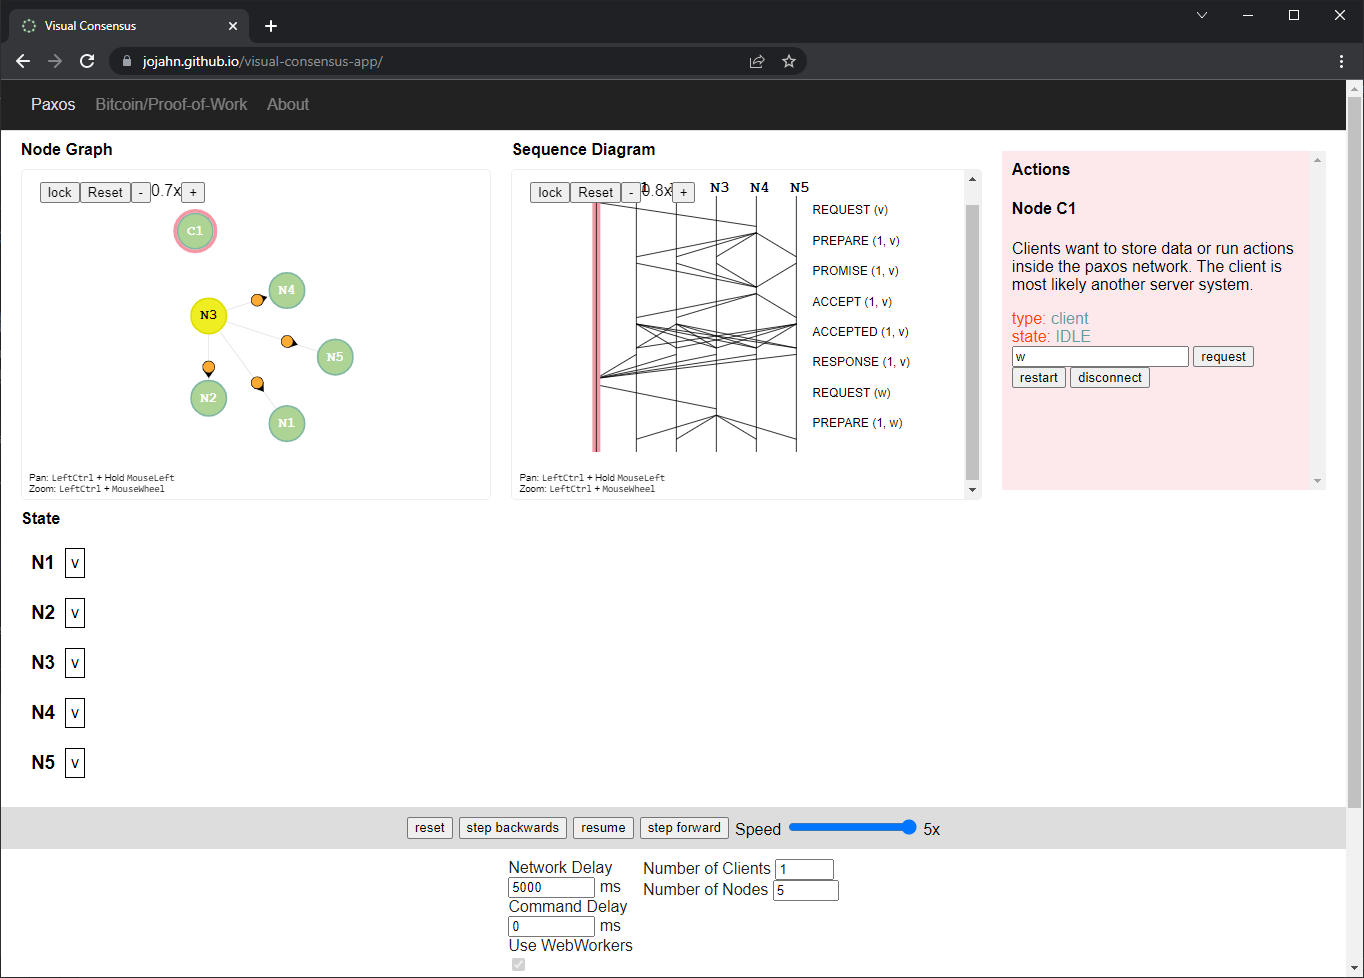 Visual Consensus
jojahn.github.io/visual-consensus-app/
Paxos Bitcoin/Proof-of-Work About
Node Graph
lock Reset - 0.7x +
C1
N4
N3
N5
N2
N1
Pan: LeftCtrl + Hold MouseLeft
Zoom: LeftCtrl + MouseWheel
Sequence Diagram
lock Reset - 0.8x +
1 N3 N4 N5
REQUEST (v)
PREPARE (1, v)
PROMISE (1, v)
ACCEPT (1, v)
ACCEPTED (1, v)
RESPONSE (1, v)
REQUEST (w)
PREPARE (1, w)
Pan: LeftCtrl + Hold MouseLeft
Zoom: LeftCtrl + MouseWheel
Actions
Node C1
Clients want to store data or run actions
inside the paxos network. The client is
most likely another server system.
type: client
state: IDLE
w request
restart disconnect
State
N1 v
N2 v
N3 v
N4 v
N5 v
reset step backwards resume step forward Speed 5x
Network Delay
5000 ms
Command Delay
0 ms
Use WebWorkers
Number of Clients 1
Number of Nodes 5